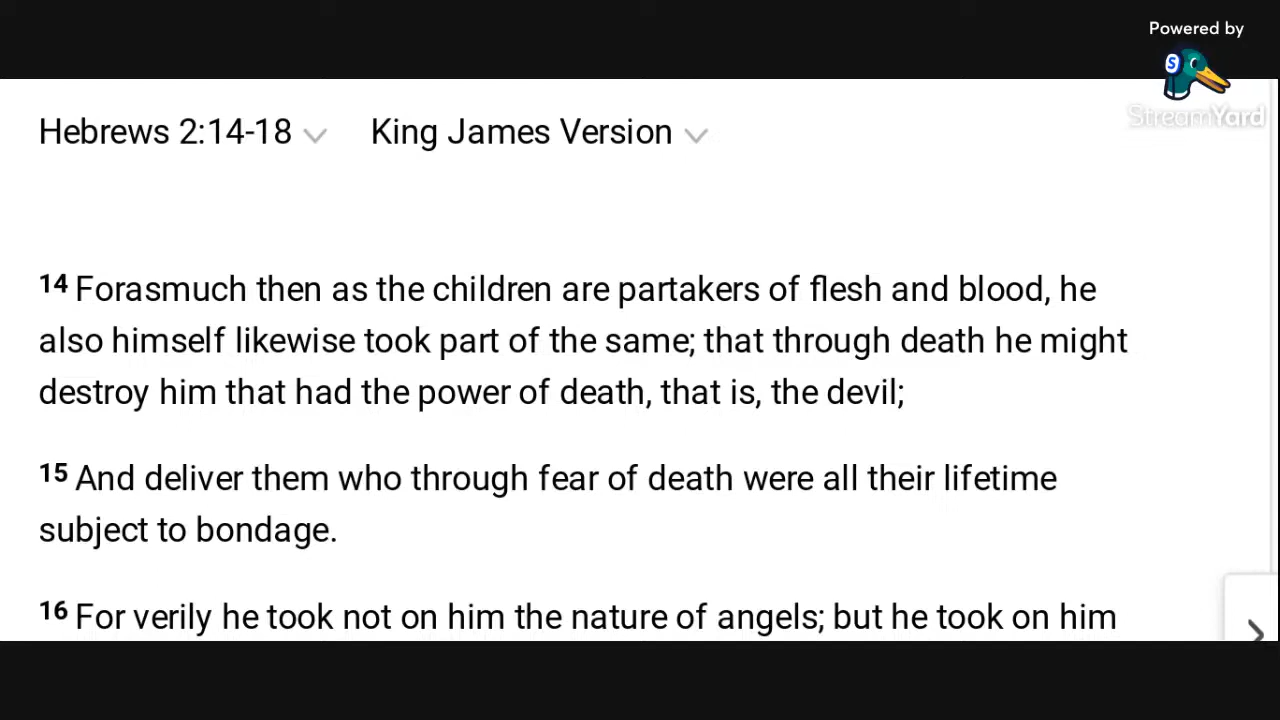 Powered by
S
StreamYard
Hebrews 2:14-18 King James Version
14 Forasmuch then as the children are partakers of flesh and blood, he
also himself likewise took part of the same; that through death he might
destroy him that had the power of death, that is, the devil;
15 And deliver them who through fear of death were all their lifetime
subject to bondage.
16 For verily he took not on him the nature of angels; but he took on him